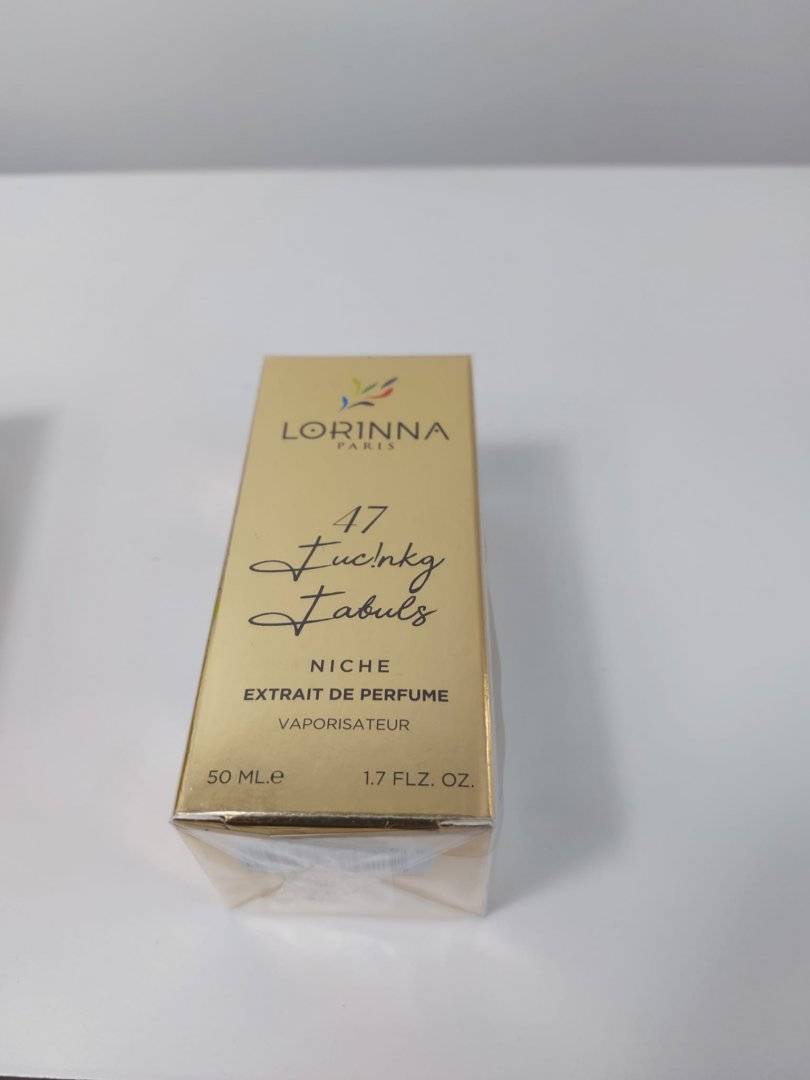 LORINNA
PARIS
47
Fuc!nkg
Fabuls
NICHE
EXTRAIT DE PERFUME
VAPORISATEUR
50 ML.e
1.7 FLZ. OZ.